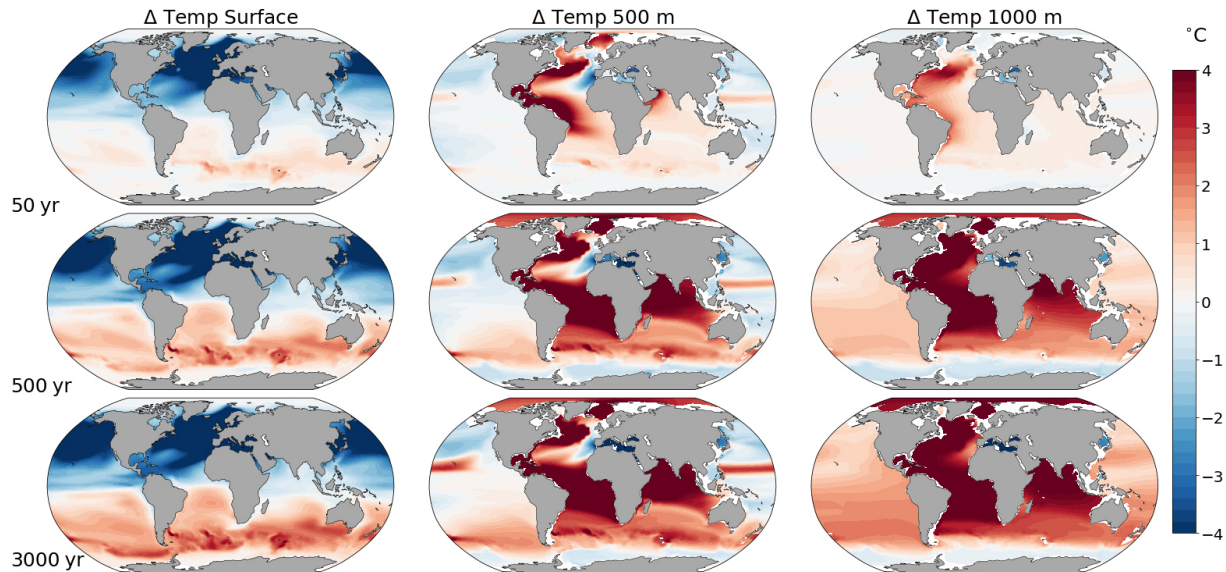 Δ Temp Surface
Δ Temp 500 m
Δ Temp 1000 m
°C
50 yr
500 yr
3000 yr
4
3
2
1
0
−1
−2
−3
−4